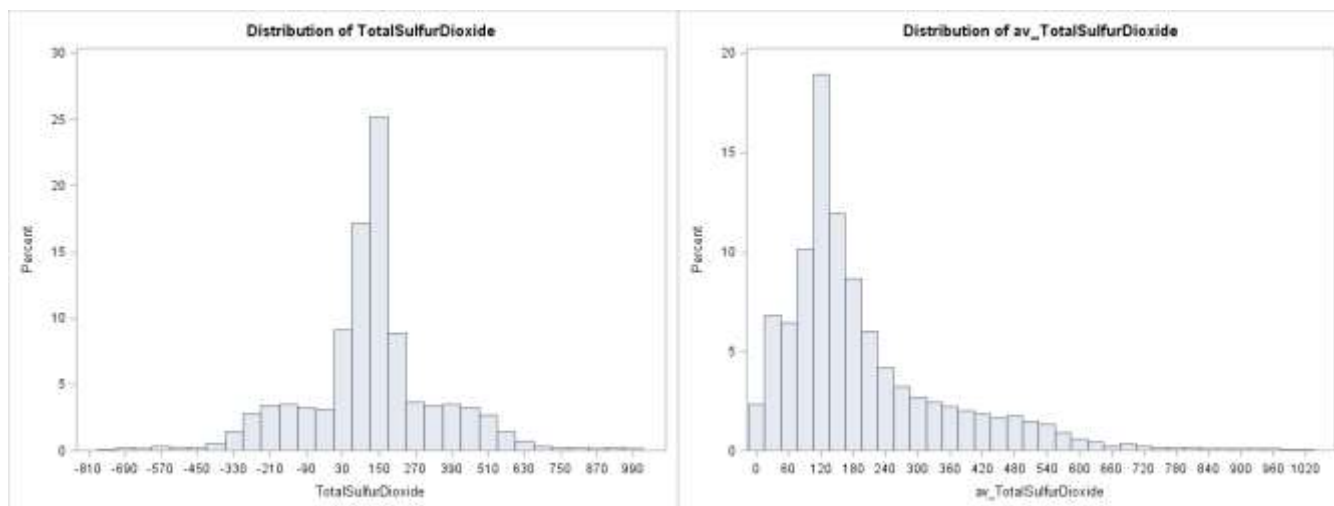 Distribution of TotalSulfurDioxide
30
25
20
15
10
5
0
Percent
-810 -690 -570 -450 -330 -210 -90 30 150 270 390 510 630 750 870 990
TotalSulfurDioxide
Distribution of av_TotalSulfurDioxide
20
15
10
5
0
Percent
0 60 120 180 240 300 360 420 480 540 600 660 720 780 840 900 960 1020
av_TotalSulfurDioxide